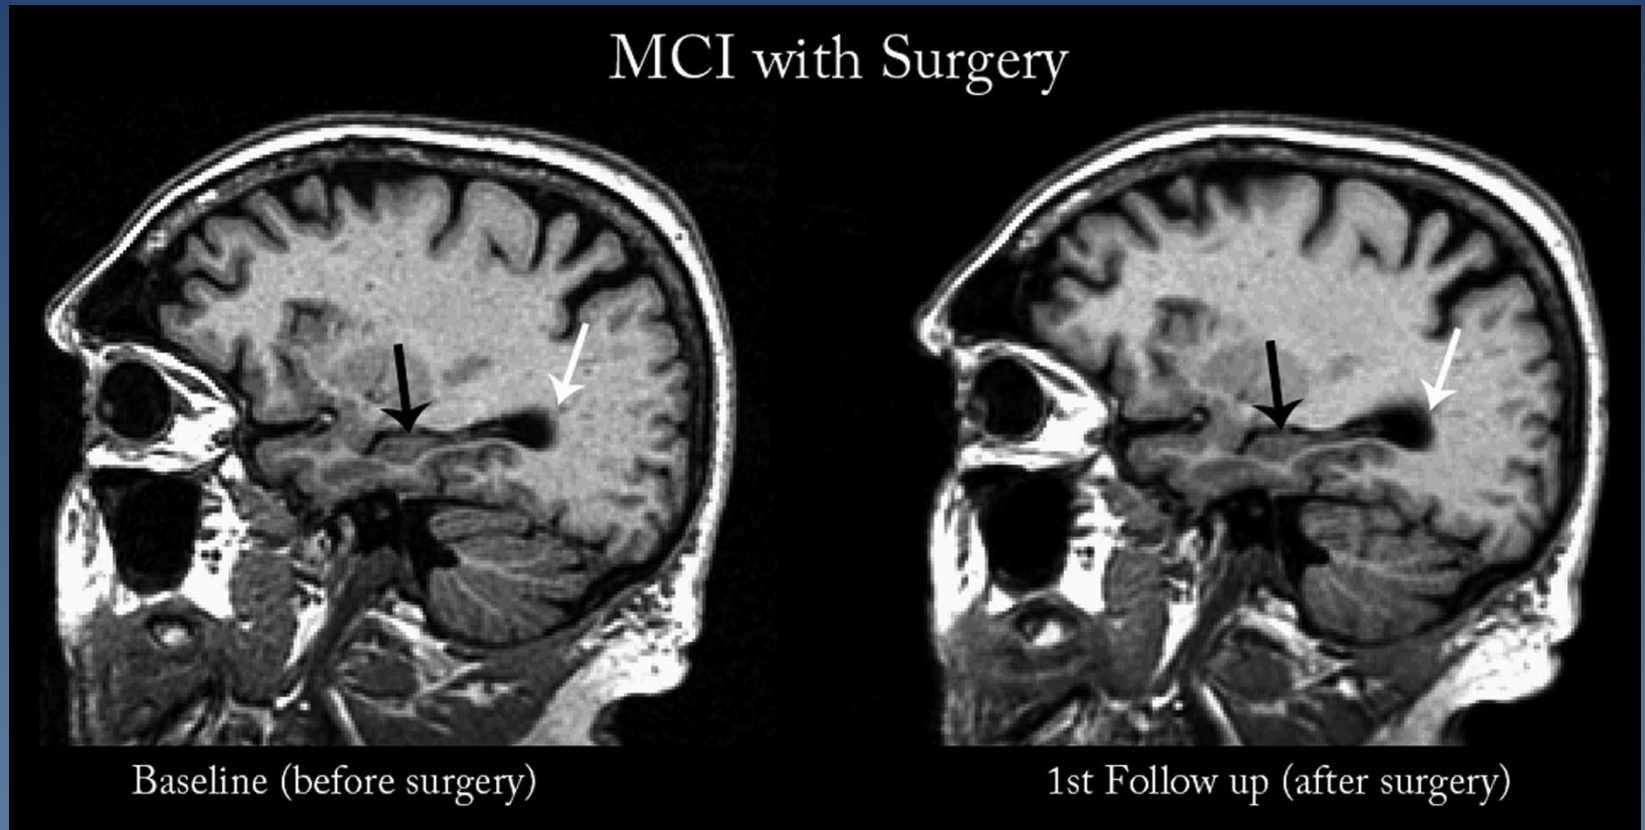 MCI with Surgery
Baseline (before surgery)
1st Follow up (after surgery)